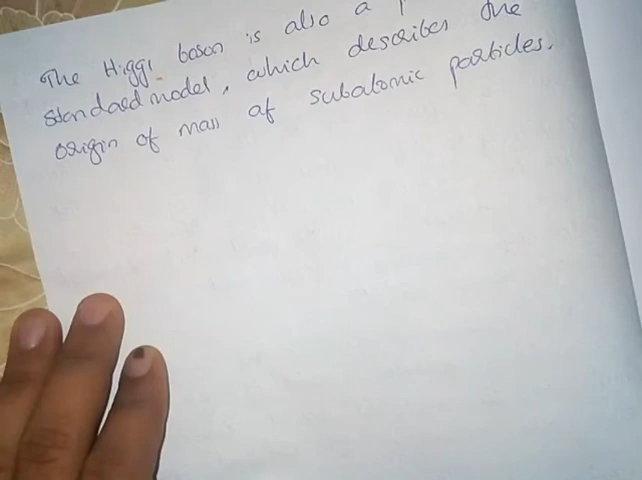 The Higgs boson is also a
standard model, which describes the
origin of mass of subatomic particles.